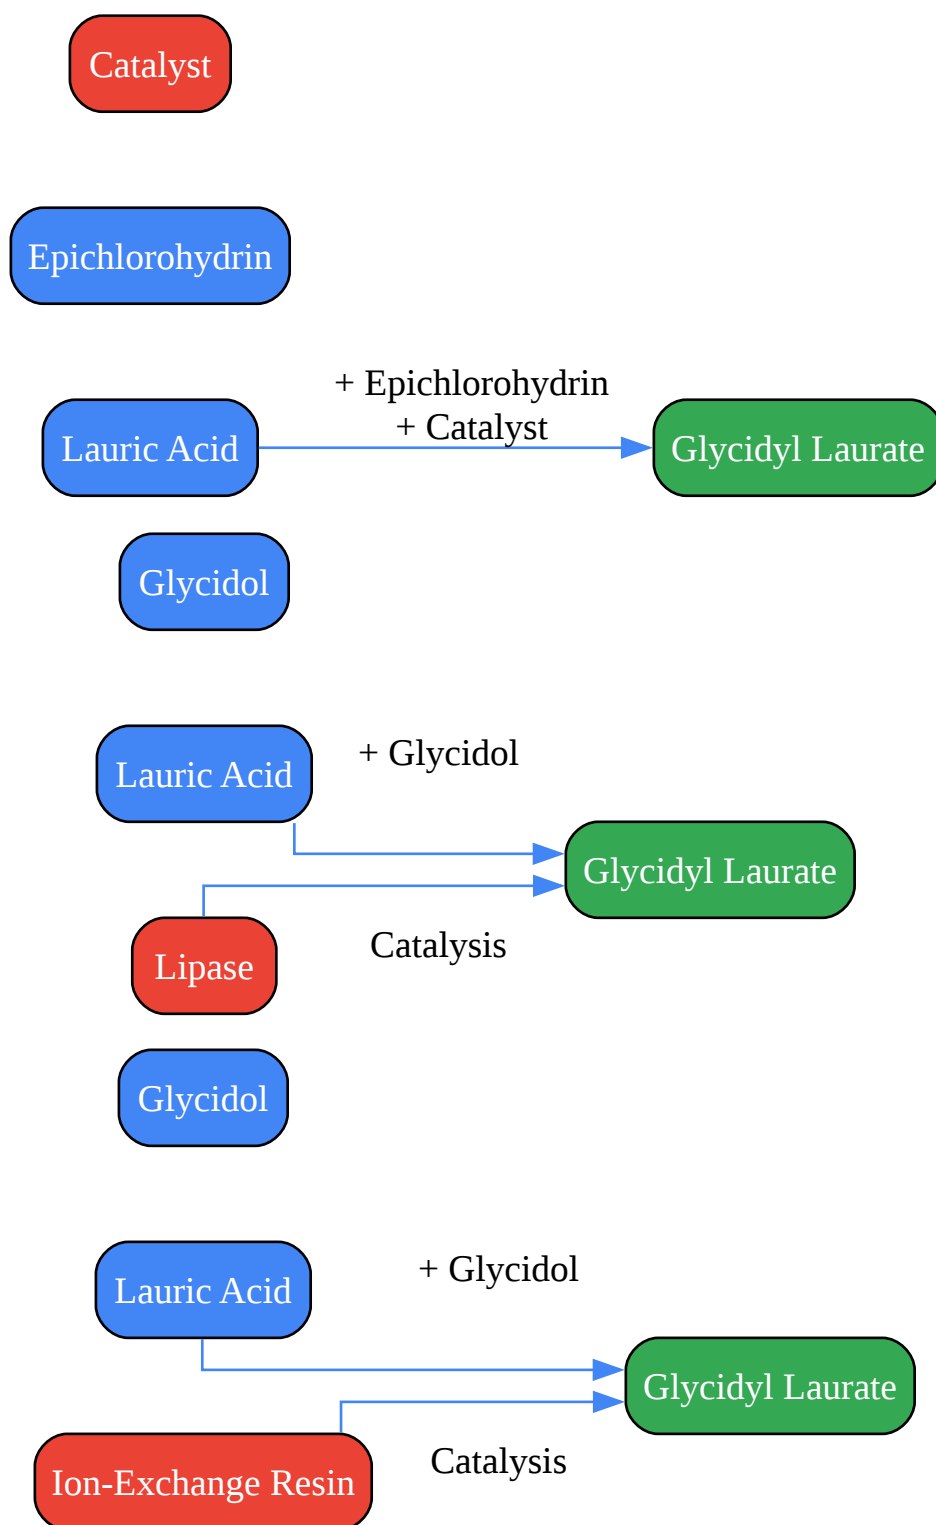 Catalyst
Epichlorohydrin
+ Epichlorohydrin
+ Catalyst
Lauric Acid
Glycidyl Laurate
Glycidol
Lauric Acid
+ Glycidol
Glycidyl Laurate
Catalysis
Lipase
Glycidol
Lauric Acid
+ Glycidol
Glycidyl Laurate
Catalysis
Ion-Exchange Resin